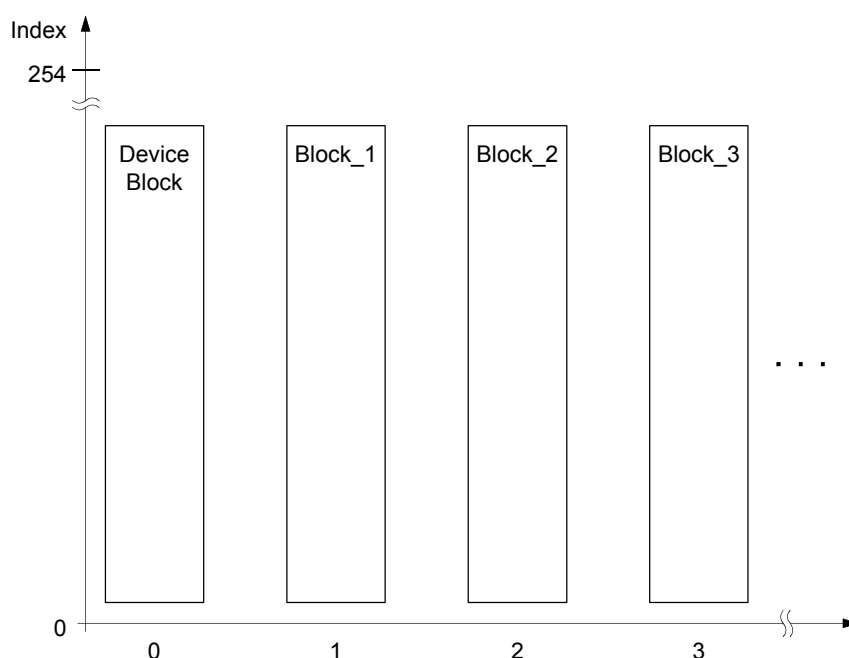 Index
254
Device
Block
Block_1
Block_2
Block_3
. . .
0
0
1
2
3